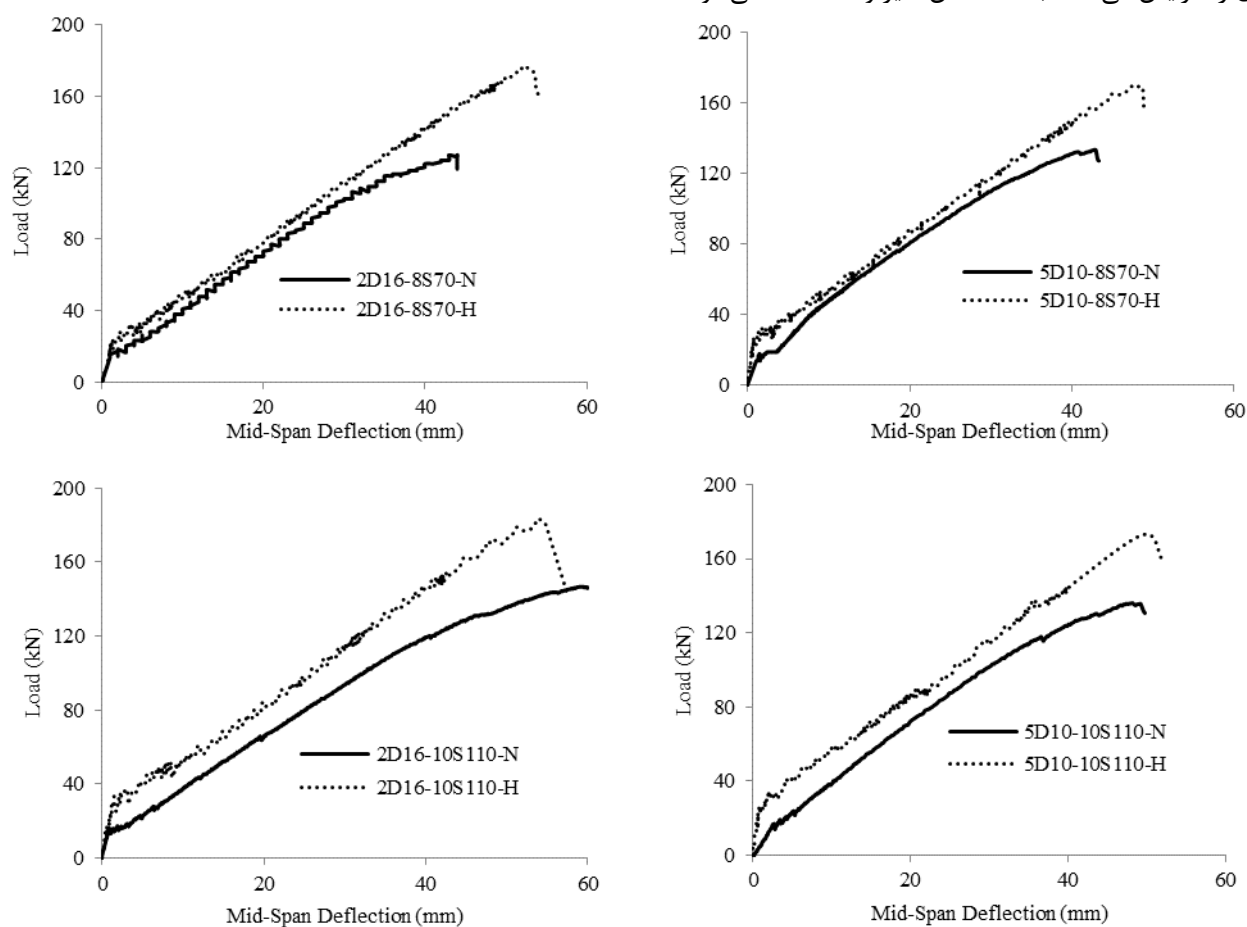 200
160
120
80
40
0
Load (kN)
2D16-8S70-N
2D16-8S70-H
0 20 40 60
Mid-Span Deflection (mm)
200
160
120
80
40
0
Load (kN)
5D10-8S70-N
5D10-8S70-H
0 20 40 60
Mid-Span Deflection (mm)
200
160
120
80
40
0
Load (kN)
2D16-10S110-N
2D16-10S110-H
0 20 40 60
Mid-Span Deflection (mm)
200
160
120
80
40
0
Load (kN)
5D10-10S110-N
5D10-10S110-H
0 20 40 60
Mid-Span Deflection (mm)